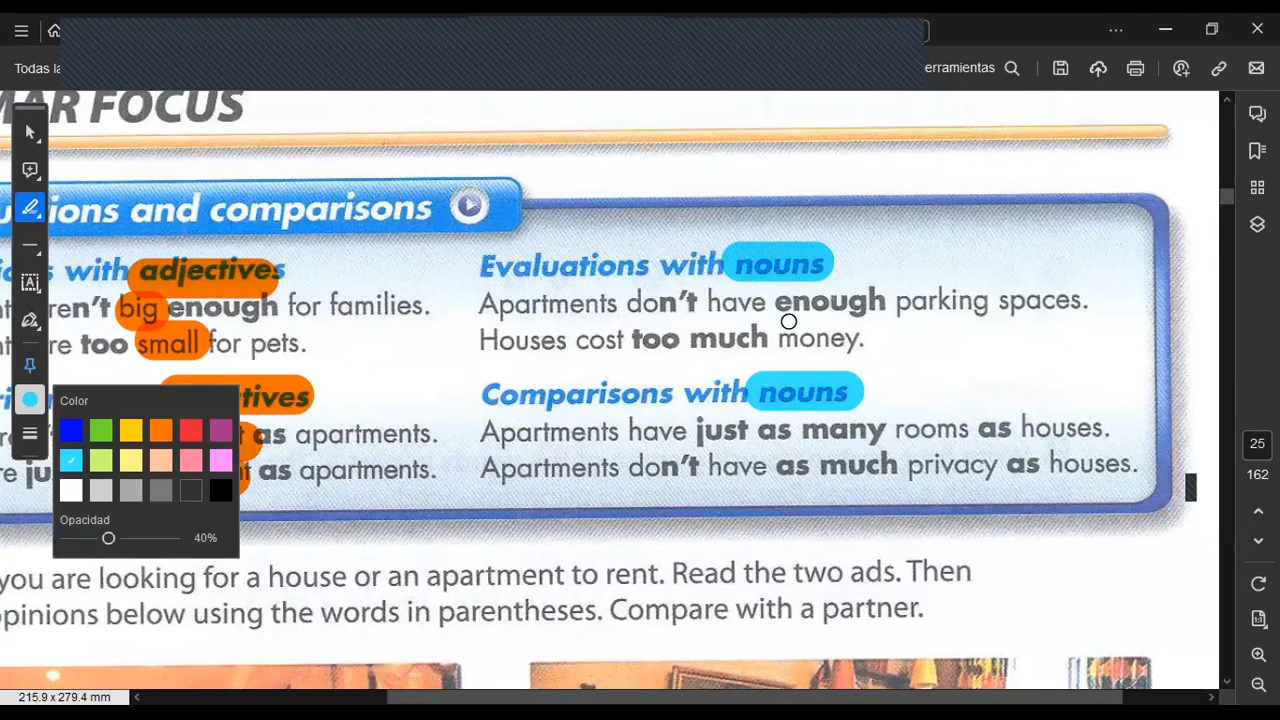 Todas la
erramientas
MAR FOCUS
ions and comparisons
with adjectives
n't big enough for families.
re too small for pets.
tives
as apartments.
as apartments.
Evaluations with nouns
Apartments don't have enough parking spaces.
Houses cost too much money.
Comparisons with nouns
Apartments have just as many rooms as houses.
Apartments don't have as much privacy as houses.
you are looking for a house or an apartment to rent. Read the two ads. Then
opinions below using the words in parentheses. Compare with a partner.
Color
Opacidad
40%
25
162
215.9 x 279.4 mm